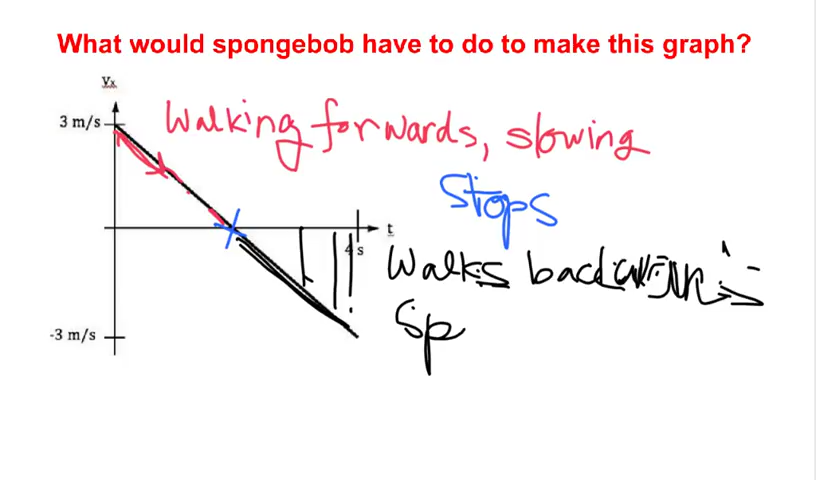 What would spongebob have to do to make this graph?
Vx
3 m/s
Walking forwards, slowing
Stops
t
4 s
Walks
-3 m/s
Sp